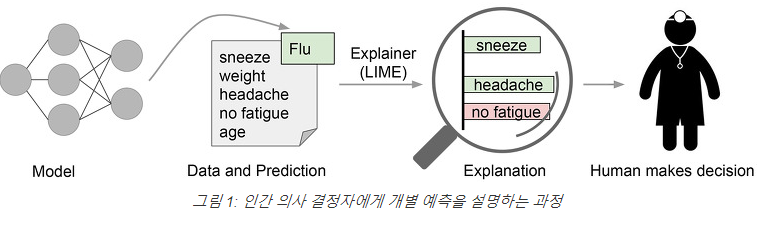 Flu
sneeze
weight
headache
no fatigue
age
Explainer
(LIME)
sneeze
headache
no fatigue
Model
Data and Prediction
Explanation
Human makes decision
그림 1: 인간 의사 결정자에게 개별 예측을 설명하는 과정